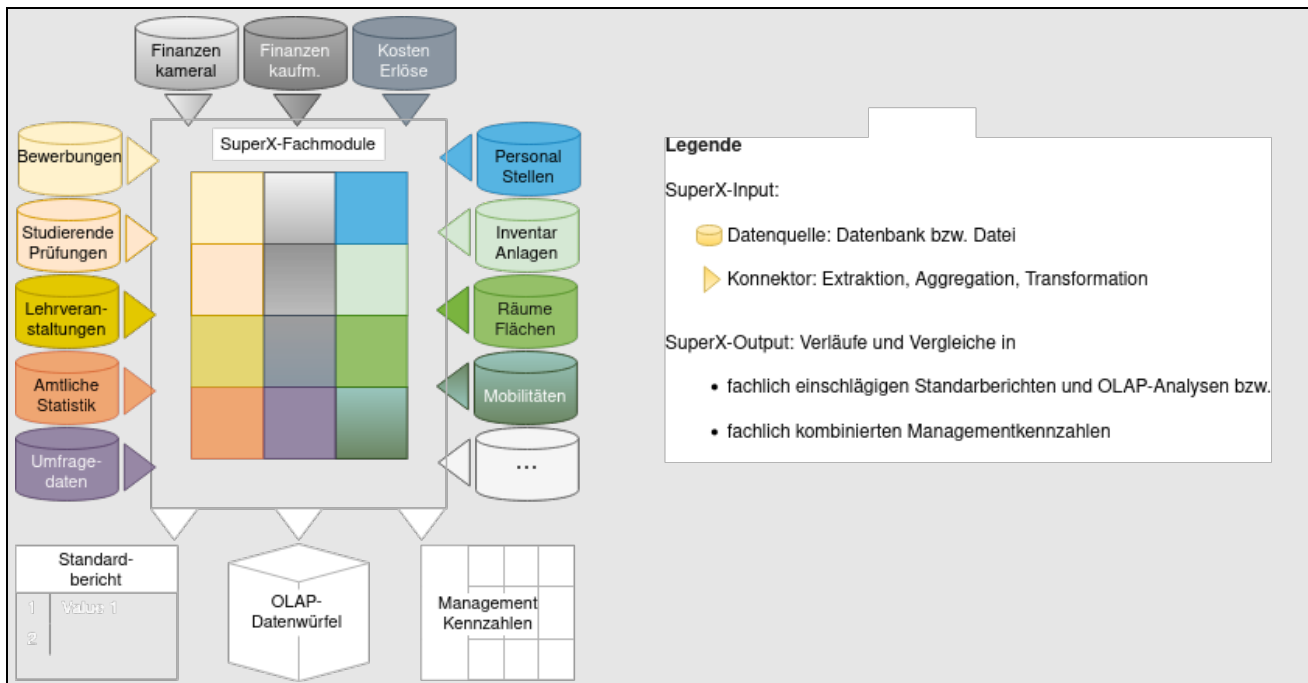 Finanzen
kameral
Finanzen
kaufm.
Kosten
Erlöse
SuperX-Fachmodule
Bewerbungen
Studierende
Prüfungen
Lehrveran-
staltungen
Amtliche
Statistik
Umfrage-
daten
Personal
Stellen
Inventar
Anlagen
Räume
Flächen
Mobilitäten
...
Standard-
bericht
1 Value 1
2
OLAP-
Datenwürfel
Management
Kennzahlen
Legende
SuperX-Input:
Datenquelle: Datenbank bzw. Datei
Konnektor: Extraktion, Aggregation, Transformation
SuperX-Output: Verläufe und Vergleiche in
• fachlich einschlägigen Standarberichten und OLAP-Analysen bzw.
• fachlich kombinierten Managementkennzahlen